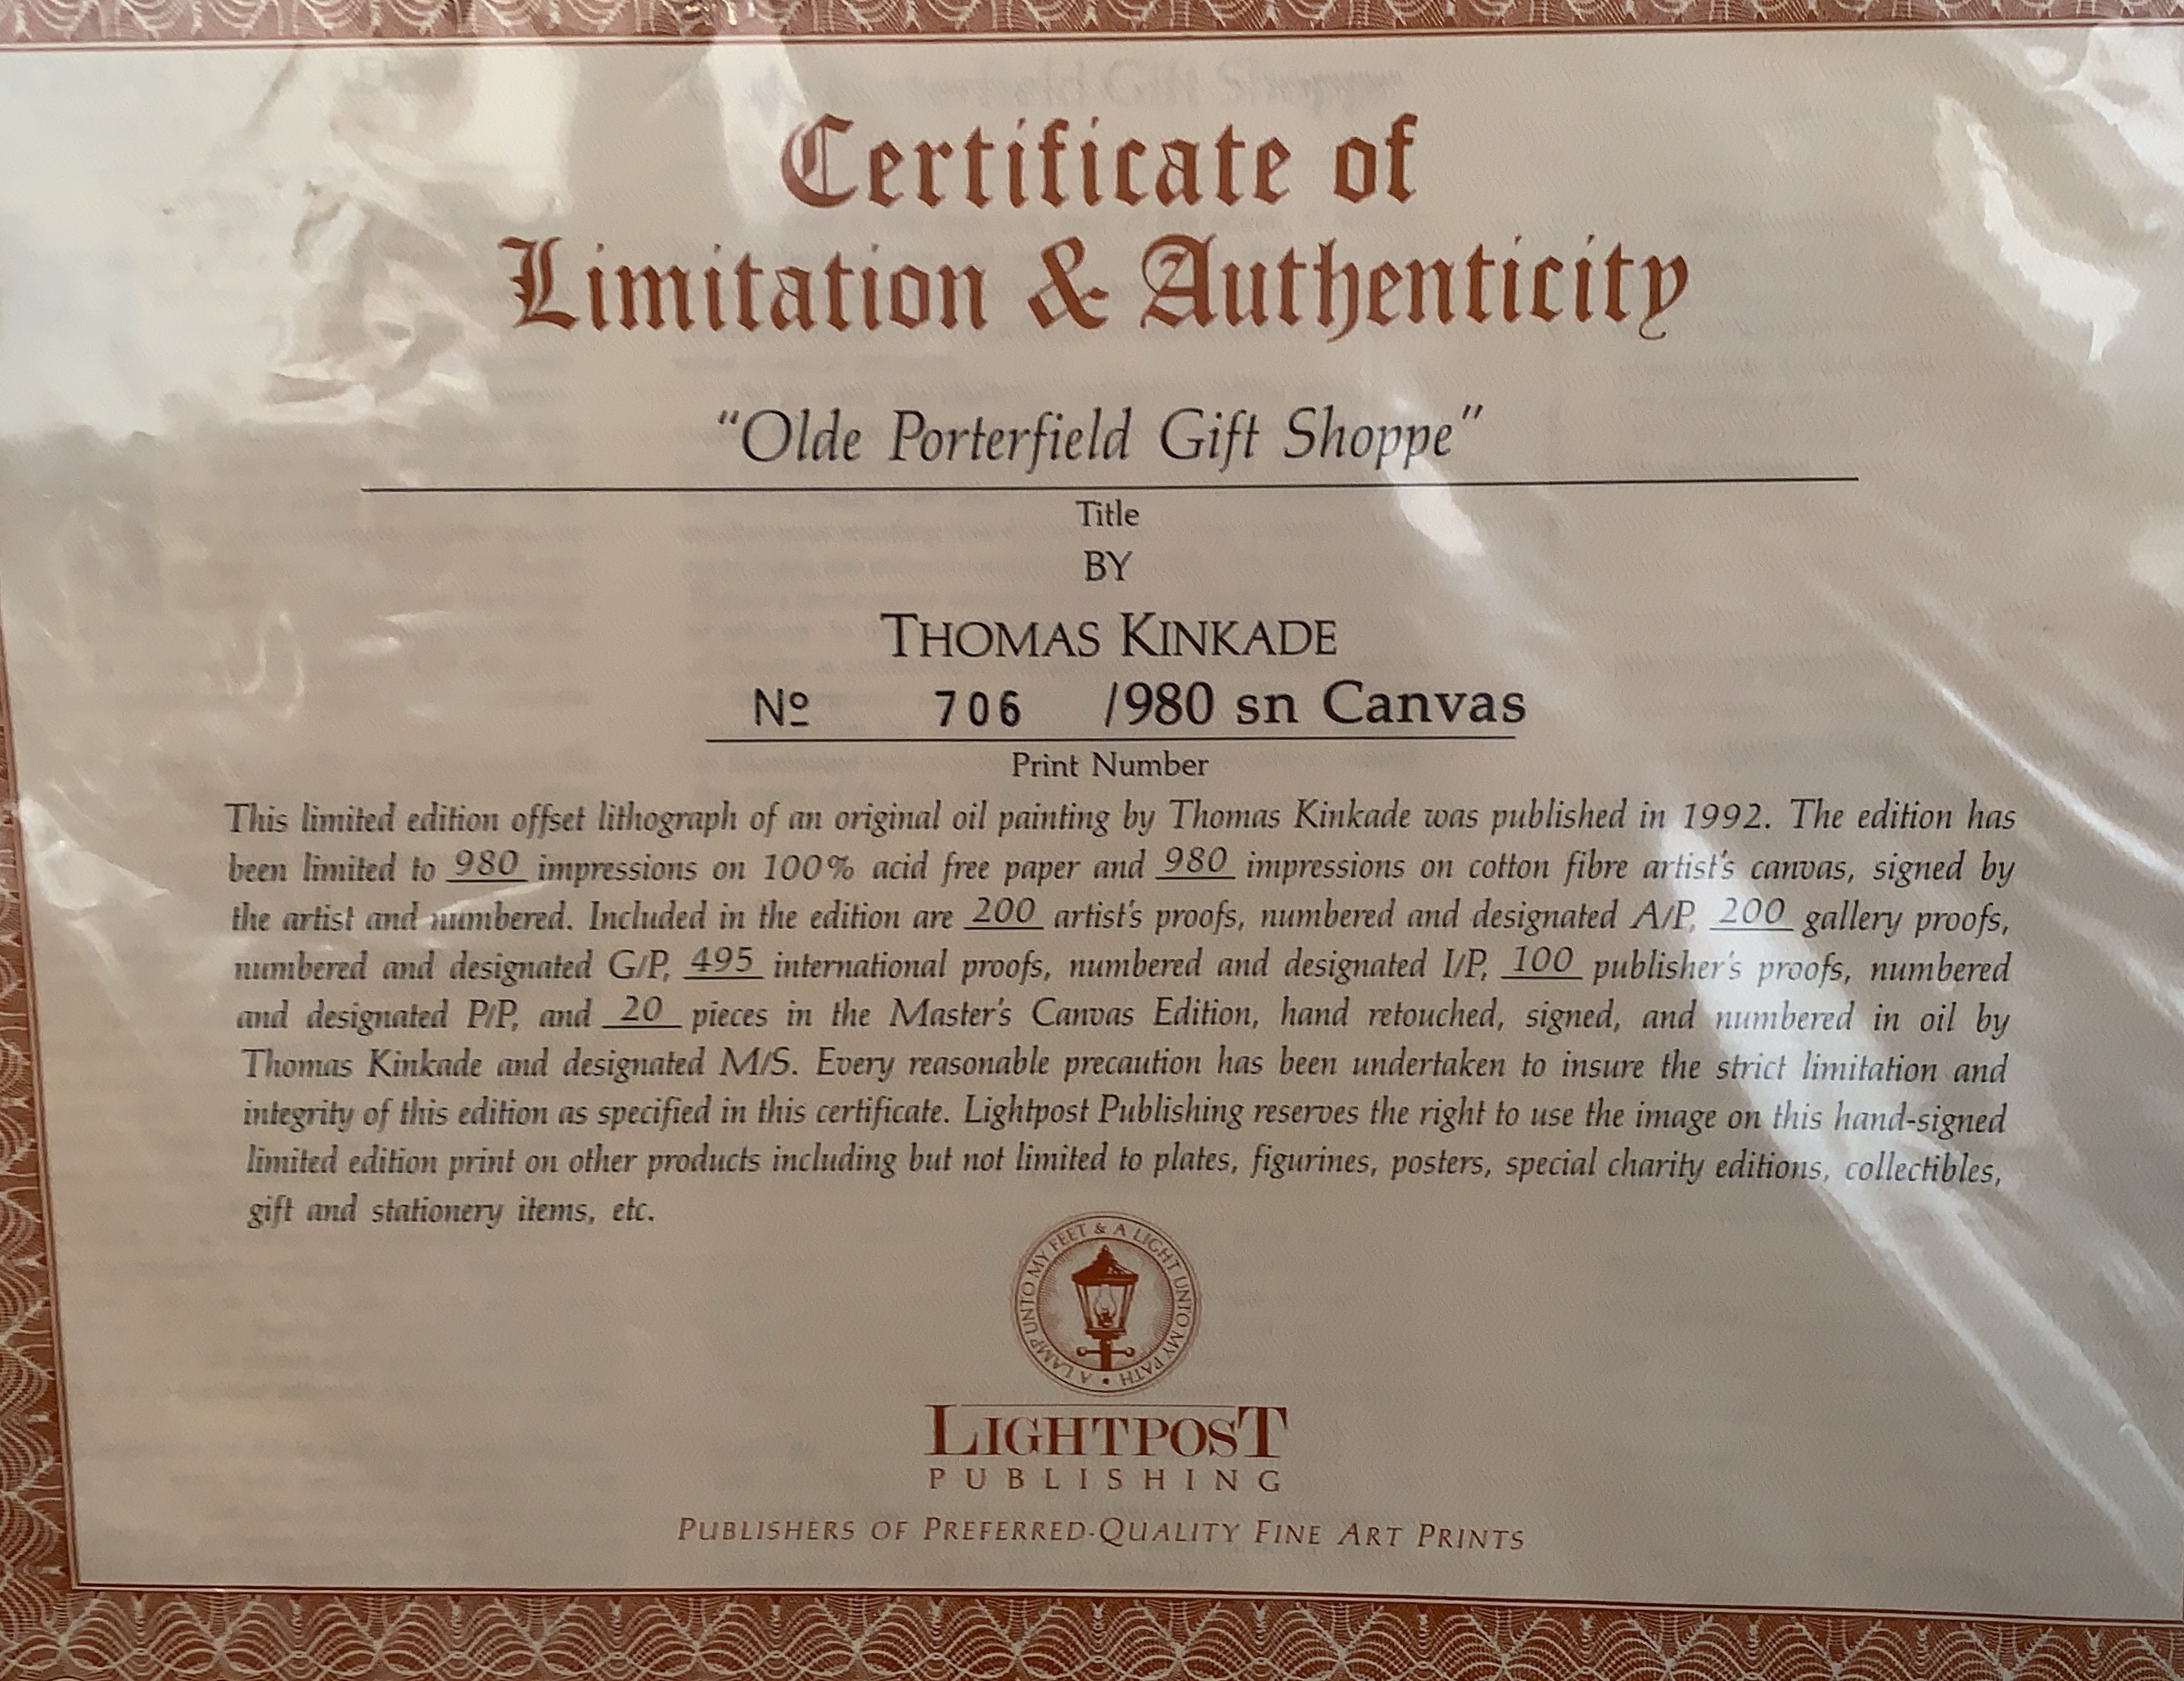 Certificate of
Limitation & Authenticity
"Olde Porterfield Gift Shoppe"
Title
BY
THOMAS KINKADE
Nº 706 /980 sn Canvas
Print Number
This limited edition offset lithograph of an original oil painting by Thomas Kinkade was published in 1992. The edition has
been limited to 980 impressions on 100% acid free paper and 980 impressions on cotton fibre artist's canvas, signed by
the artist and numbered. Included in the edition are 200 artist's proofs, numbered and designated A/P, 200 gallery proofs,
numbered and designated G/P, 495 international proofs, numbered and designated I/P, 100 publisher's proofs, numbered
and designated P/P, and 20 pieces in the Master's Canvas Edition, hand retouched, signed, and numbered in oil by
Thomas Kinkade and designated M/S. Every reasonable precaution has been undertaken to insure the strict limitation and
integrity of this edition as specified in this certificate. Lightpost Publishing reserves the right to use the image on this hand-signed
limited edition print on other products including but not limited to plates, figurines, posters, special charity editions, collectibles,
gift and stationery items, etc.
A LAMP UNTO MY FEET & A LIGHT UNTO MY PATH •
LIGHTPOST
PUBLISHING
PUBLISHERS OF PREFERRED-QUALITY FINE ART PRINTS